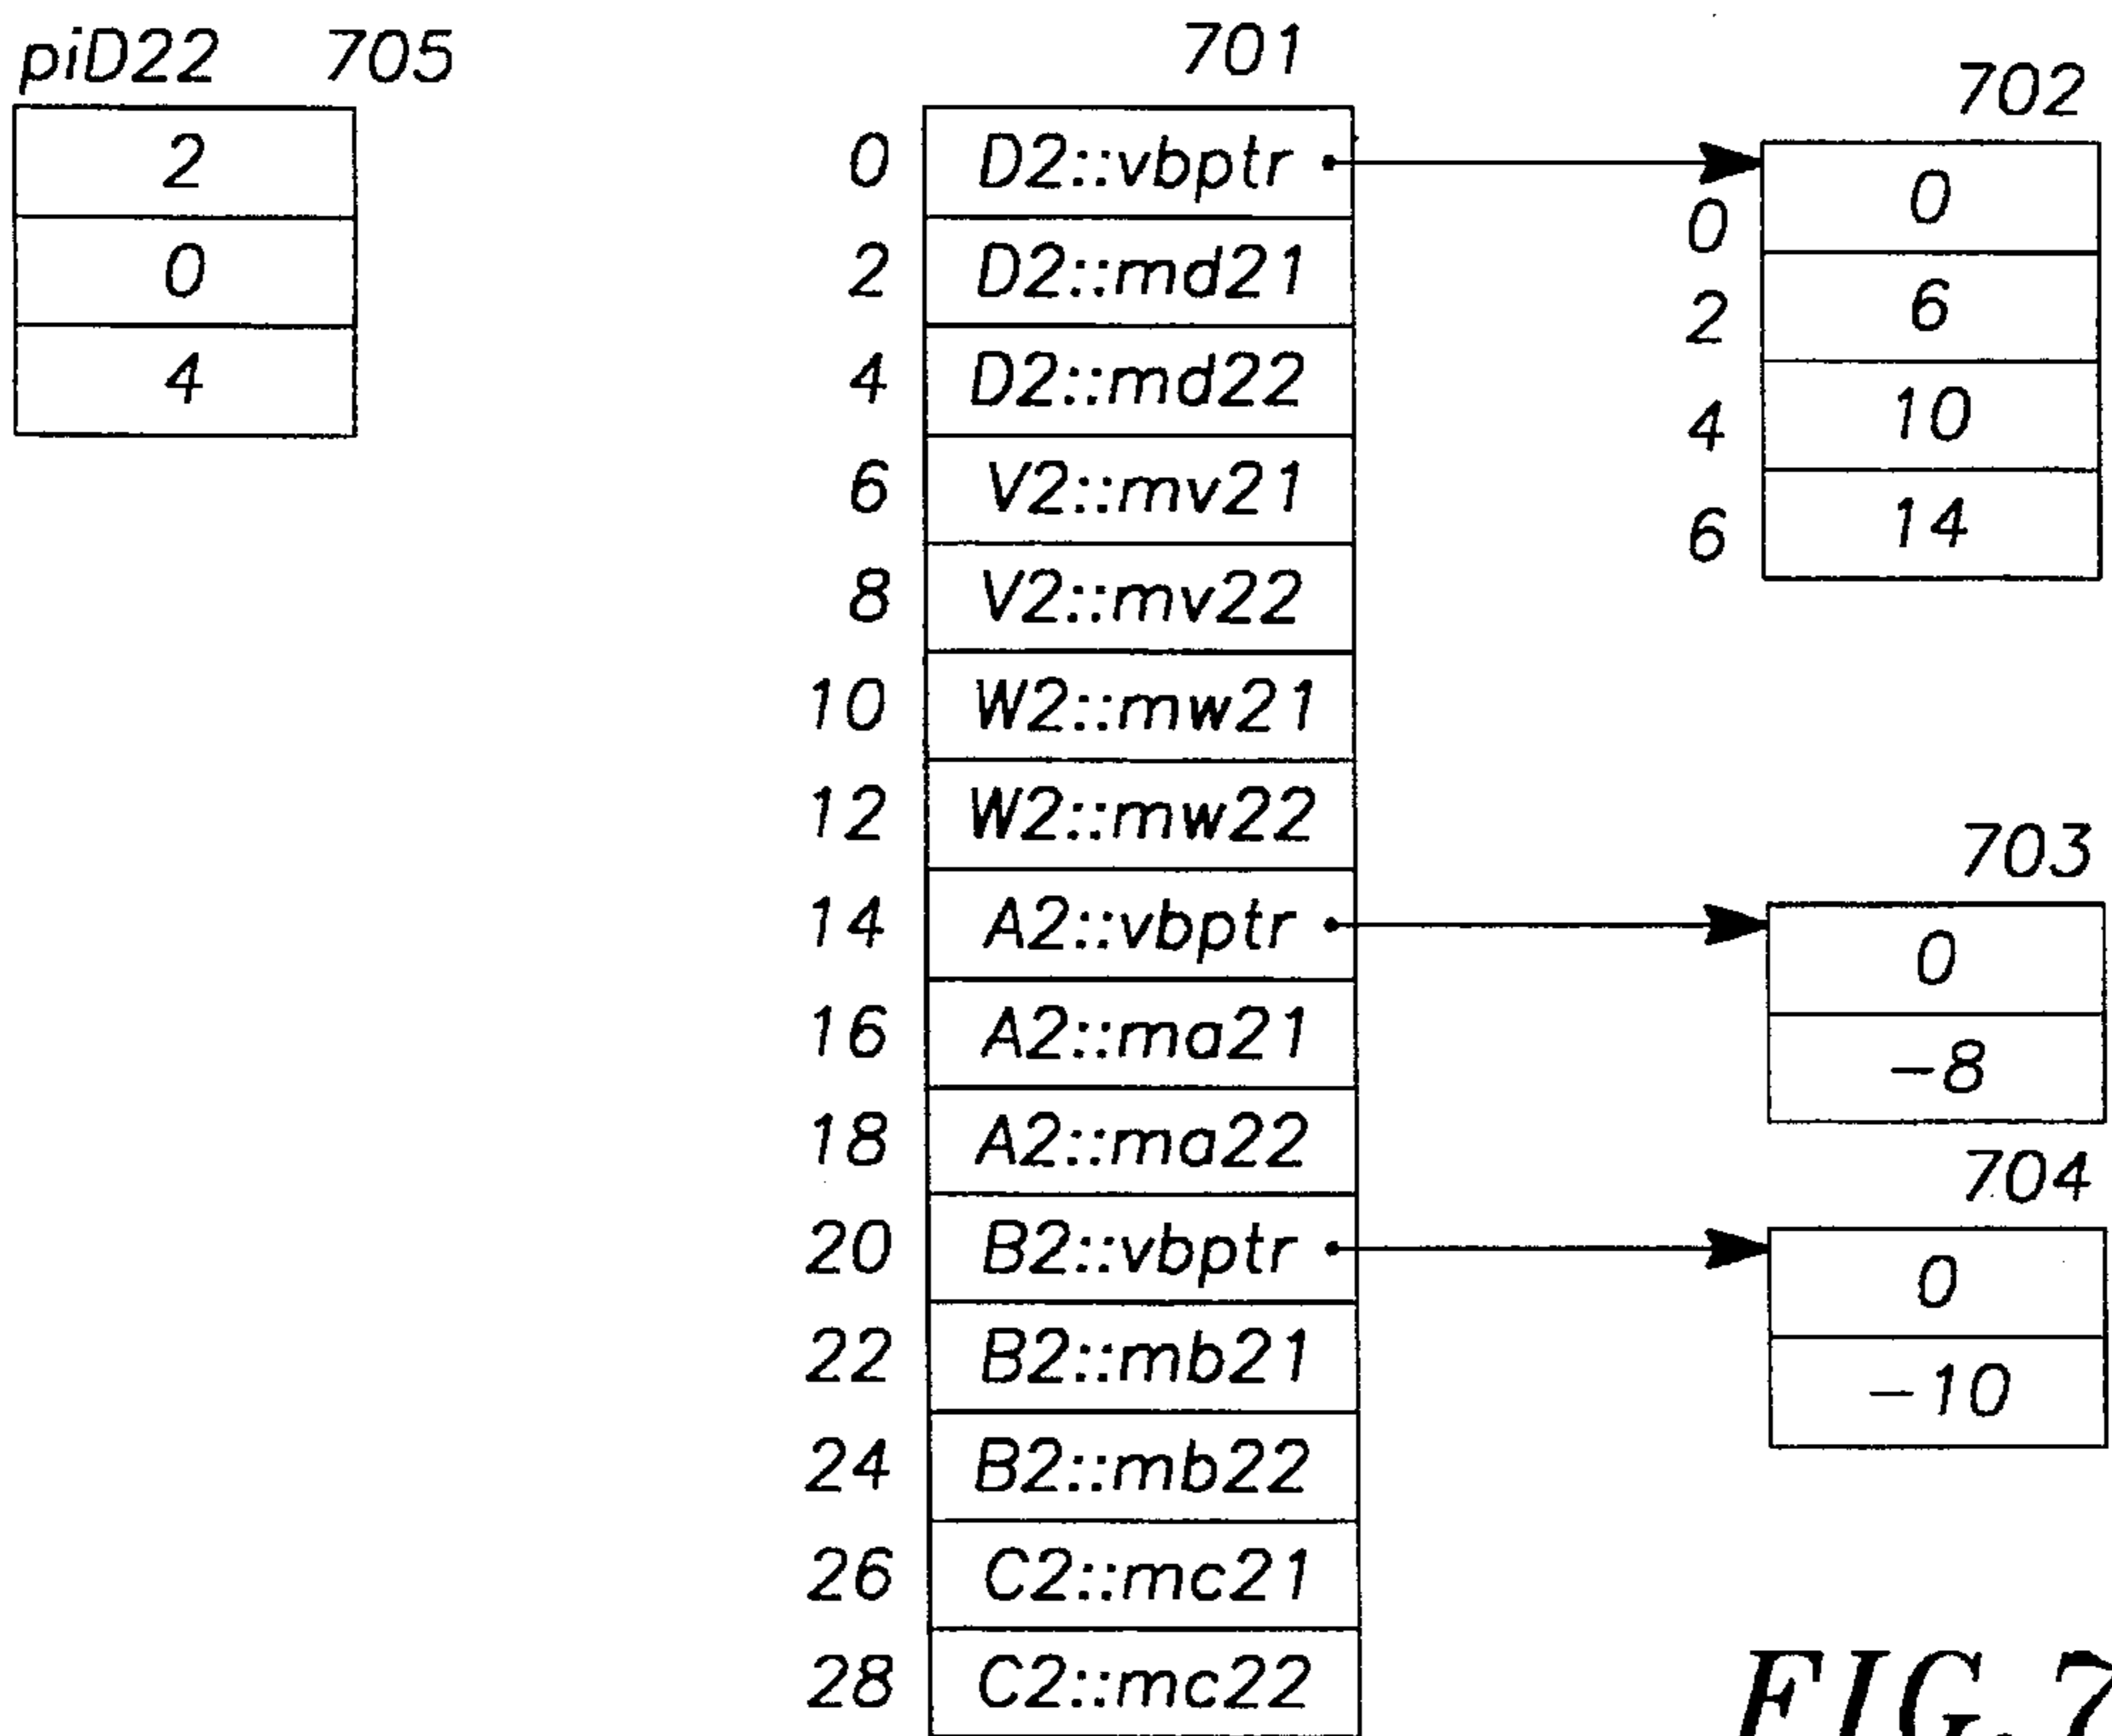 piD22 705
2
0
4
701
0 D2::vbptr
2 D2::md21
4 D2::md22
6 V2::mv21
8 V2::mv22
10 W2::mw21
12 W2::mw22
14 A2::vbptr
16 A2::ma21
18 A2::ma22
20 B2::vbptr
22 B2::mb21
24 B2::mb22
26 C2::mc21
28 C2::mc22
702
0 0
2 6
4 10
6 14
703
0
-8
704
0
-10
FIG.7